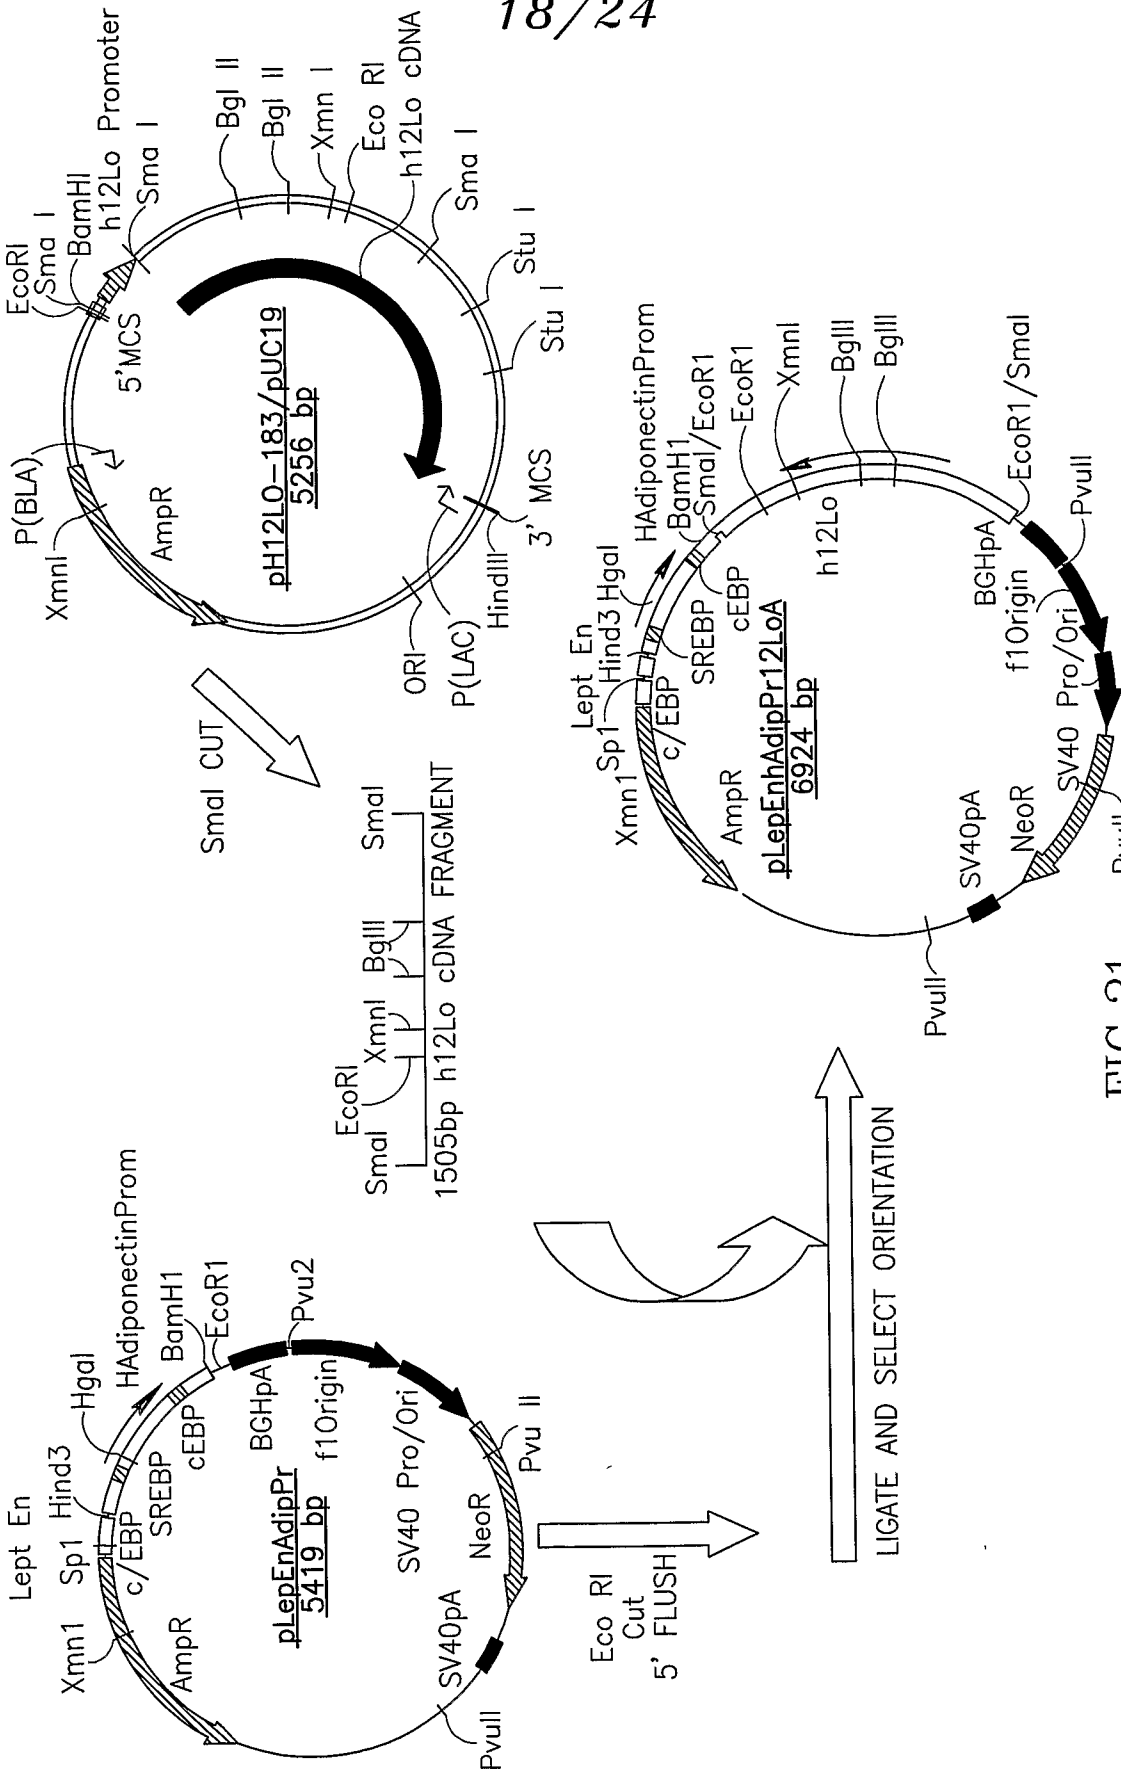 18/24
Lept En
Sp1
Hind3
HgaI
HAdiponectinProm
BamH1
EcoR1
Xmn1
c/EBP
SREBP
cEBP
AmpR
BGHpA
Pvu2
f1Origin
pLepEnAdipPr
5419 bp
SV40 Pro/Ori
Pvu II
NeoR
SV40pA
PvuII
Eco RI
Cut
5' FLUSH
EcoRI
Sma I
BamHI
h12Lo Promoter
Sma I
5'MCS
P(BLA)
XmnI
AmpR
Bgl II
Bgl II
Xmn I
Eco RI
h12Lo cDNA
Sma I
Stu I
Stu I
pH12LO-183/pUC19
5256 bp
3' MCS
HindIII
P(LAC)
ORI
SmaI CUT
SmaI
EcoRI
XmnI
BglII
SmaI
1505bp h12Lo cDNA FRAGMENT
LIGATE AND SELECT ORIENTATION
Lept En
Sp1
Hind3
HgaI
HAdiponectinProm
BamH1
SmaI/EcoR1
EcoR1
XmnI
BglII
BglII
EcoR1/SmaI
Xmn1
c/EBP
SREBP
cEBP
AmpR
h12Lo
pLepEnhAdipPr12LoA
6924 bp
BGHpA
PvuII
f1Origin
SV40 Pro/Ori
NeoR
SV40pA
PvuII
PvuII
FIG. 21